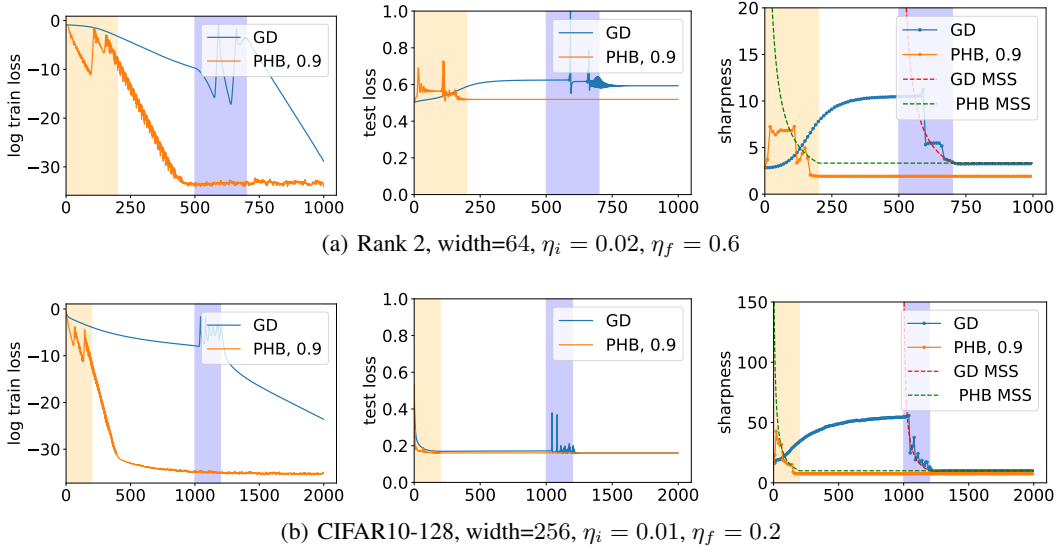 0
−10
−20
−30
log train loss
0 250 500 750 1000
GD
PHB, 0.9
1.0
0.8
0.6
0.4
0.2
0.0
test loss
0 250 500 750 1000
GD
PHB, 0.9
20
15
10
5
0
sharpness
0 250 500 750 1000
GD
PHB, 0.9
GD MSS
PHB MSS
(a) Rank 2, width=64, η_i = 0.02, η_f = 0.6
0
−10
−20
−30
log train loss
0 500 1000 1500 2000
GD
PHB, 0.9
1.0
0.8
0.6
0.4
0.2
0.0
test loss
0 500 1000 1500 2000
GD
PHB, 0.9
150
100
50
0
sharpness
0 500 1000 1500 2000
GD
PHB, 0.9
GD MSS
PHB MSS
(b) CIFAR10-128, width=256, η_i = 0.01, η_f = 0.2